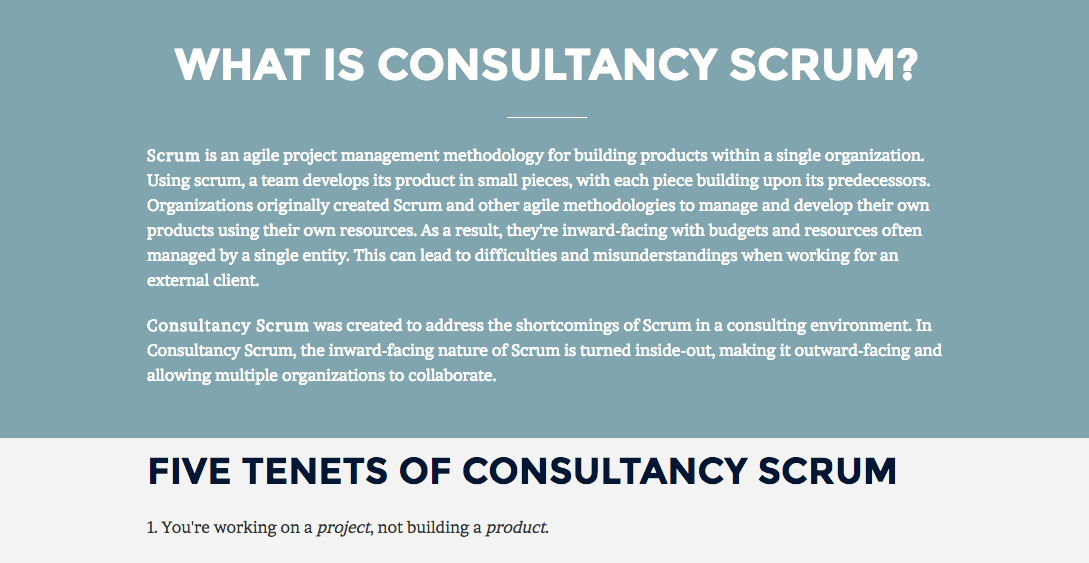 WHAT IS CONSULTANCY SCRUM?
Scrum is an agile project management methodology for building products within a single organization.
Using scrum, a team develops its product in small pieces, with each piece building upon its predecessors.
Organizations originally created Scrum and other agile methodologies to manage and develop their own
products using their own resources. As a result, they're inward-facing with budgets and resources often
managed by a single entity. This can lead to difficulties and misunderstandings when working for an
external client.
Consultancy Scrum was created to address the shortcomings of Scrum in a consulting environment. In
Consultancy Scrum, the inward-facing nature of Scrum is turned inside-out, making it outward-facing and
allowing multiple organizations to collaborate.
FIVE TENETS OF CONSULTANCY SCRUM
1. You're working on a project, not building a product.